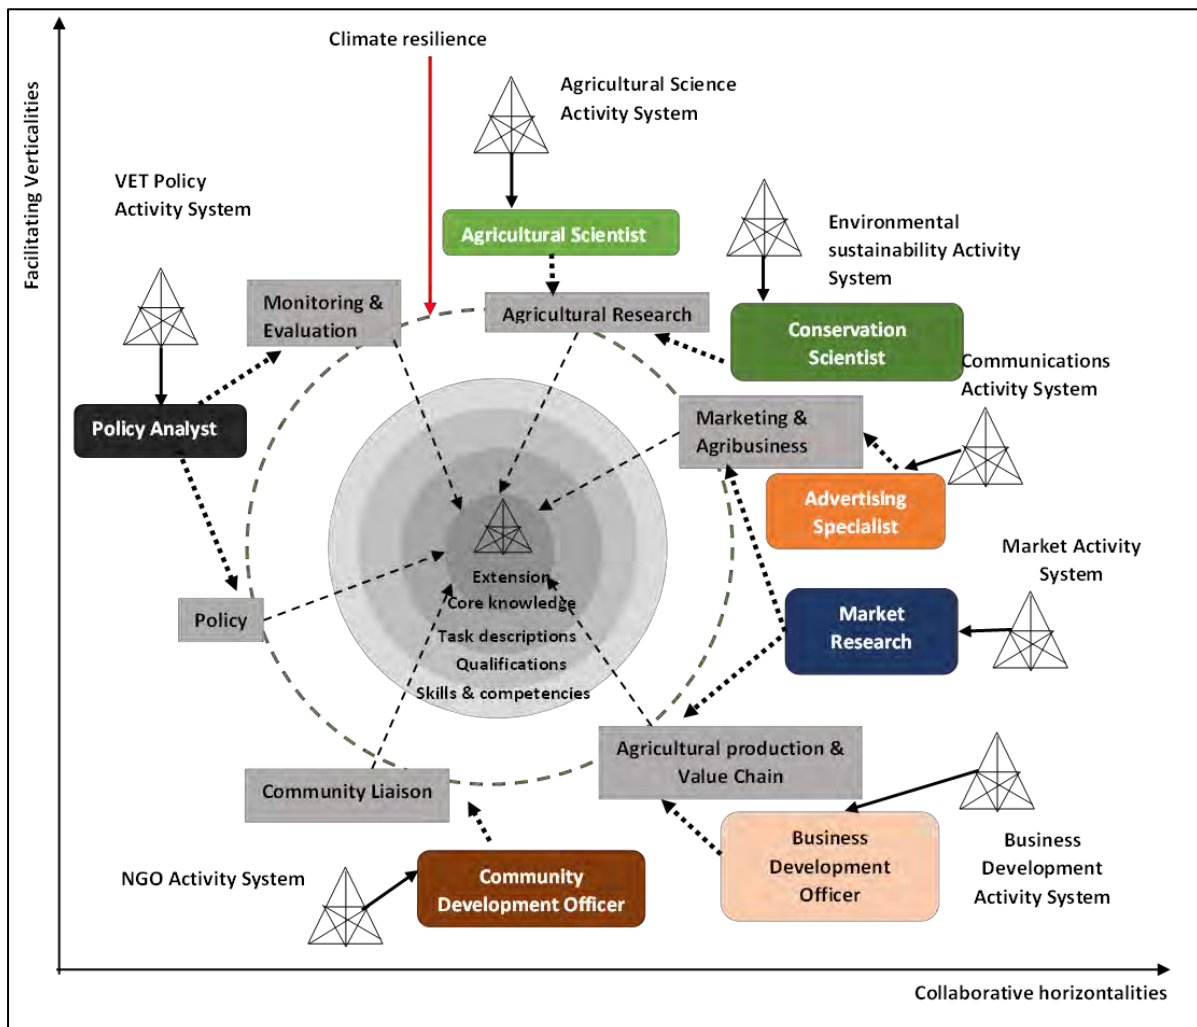 Climate resilience
Agricultural Science
Activity System
Facilitating Verticalities
VET Policy
Activity System
Agricultural Scientist
Environmental
sustainability Activity
System
Monitoring &
Evaluation
Agricultural Research
Conservation
Scientist
Communications
Activity System
Policy Analyst
Marketing &
Agribusiness
Advertising
Specialist
Market Activity
System
Extension
Core knowledge
Task descriptions
Qualifications
Skills & competencies
Policy
Market
Research
Agricultural production &
Value Chain
Community Liaison
Business
Development
Officer
Business
Development
Activity System
NGO Activity System
Community
Development Officer
Collaborative horizontalities